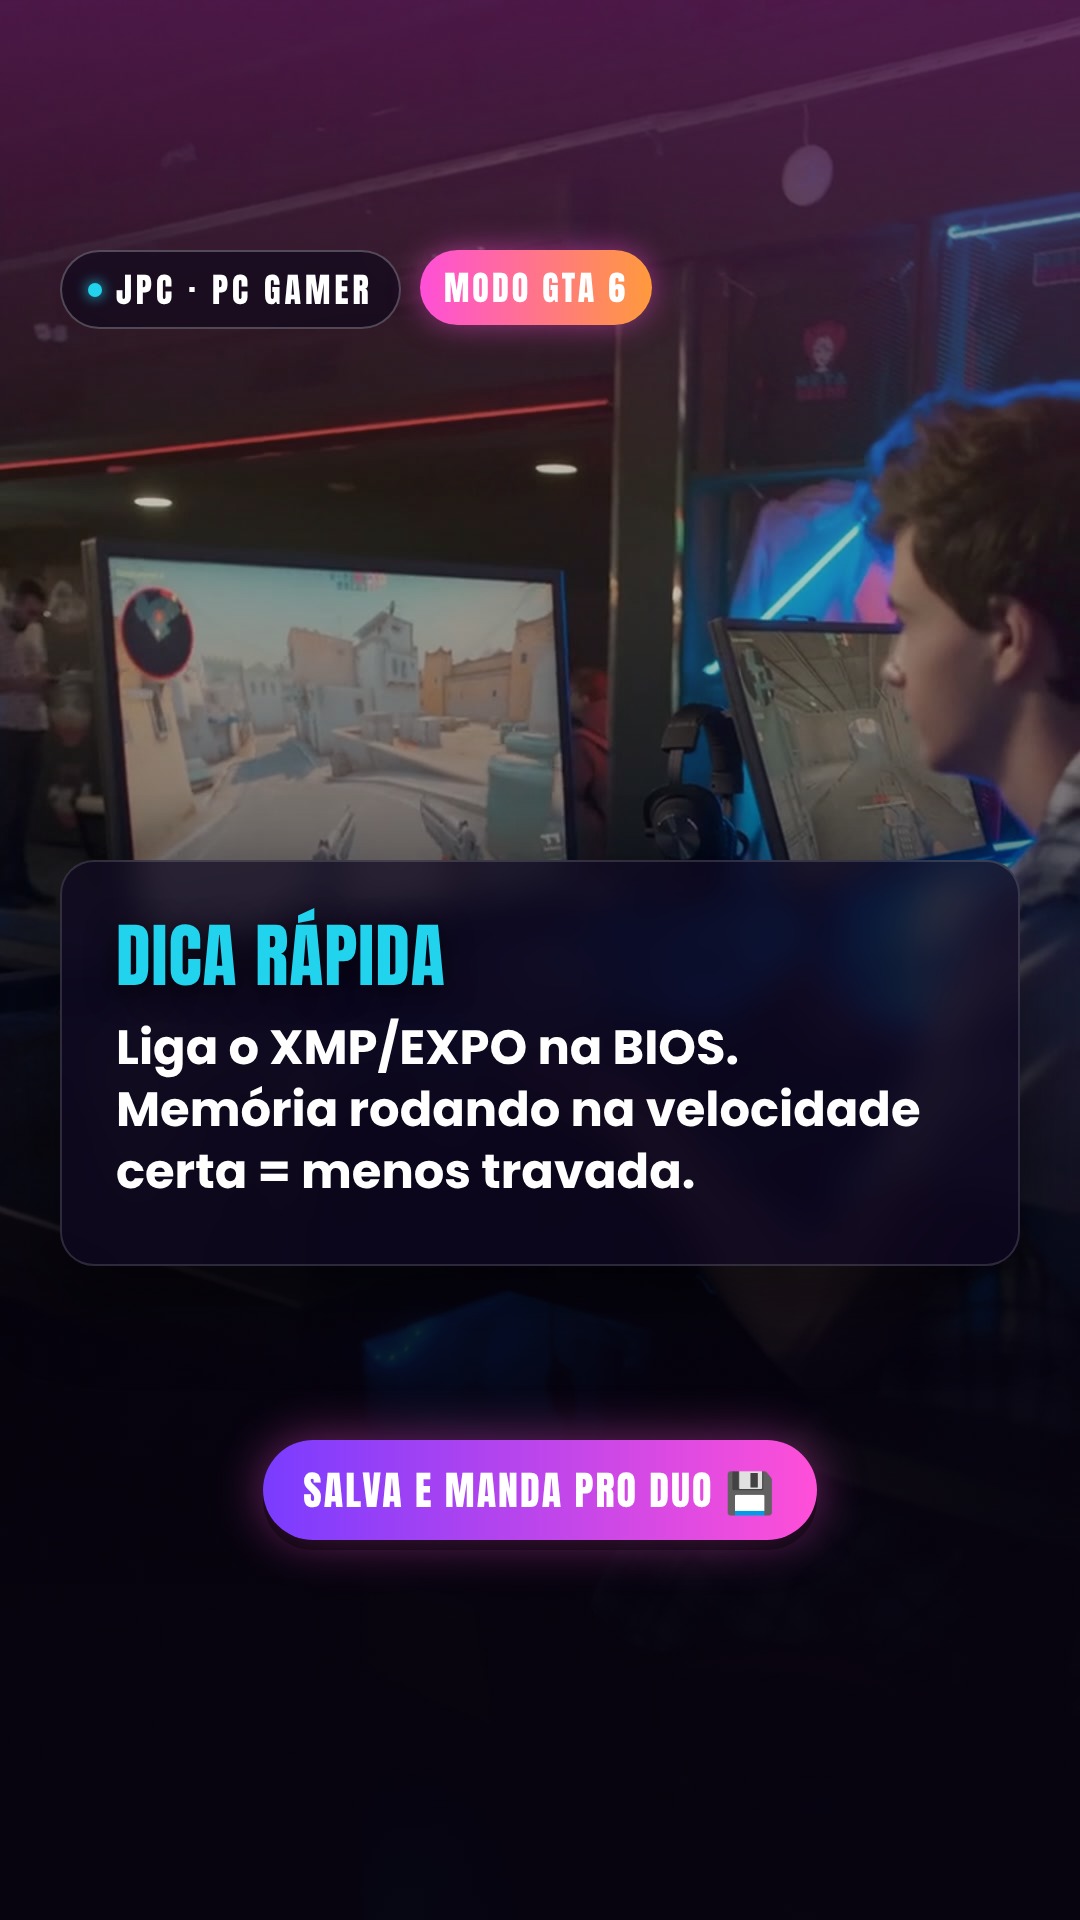 JPC · PC GAMER
MODO GTA 6
DICA RÁPIDA
Liga o XMP/EXPO na BIOS.
Memória rodando na velocidade
certa = menos travada.
SALVA E MANDA PRO DUO 💾